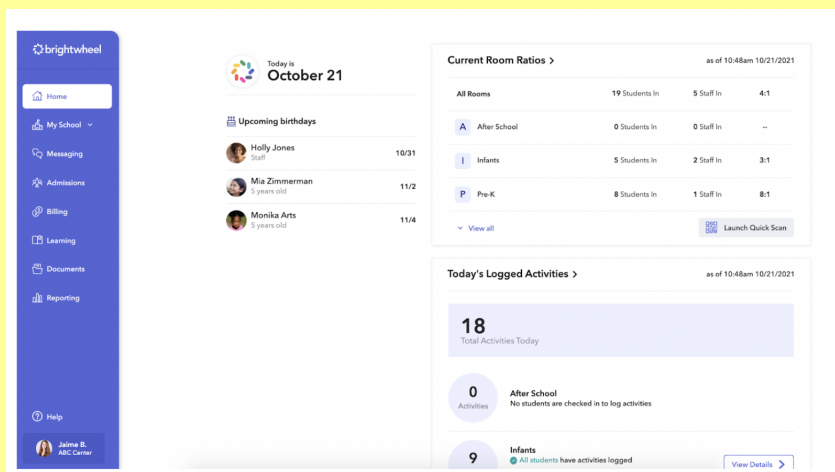 brightwheel
Home
My School
Messaging
Admissions
Billing
Learning
Documents
Reporting
Help
Jaime B.
ABC Center
Today is
October 21
Upcoming birthdays
Holly Jones
Staff
10/31
Mia Zimmerman
5 years old
11/2
Monika Arts
5 years old
11/4
Current Room Ratios > as of 10:48am 10/21/2021
All Rooms 19 Students In 5 Staff In 4:1
A After School 0 Students In 0 Staff In --
I Infants 5 Students In 2 Staff In 3:1
P Pre-K 8 Students In 1 Staff In 8:1
View all Launch Quick Scan
Today's Logged Activities > as of 10:48am 10/21/2021
18
Total Activities Today
0
Activities
After School
No students are checked in to log activities
9
Infants
All students have activities logged
View Details >